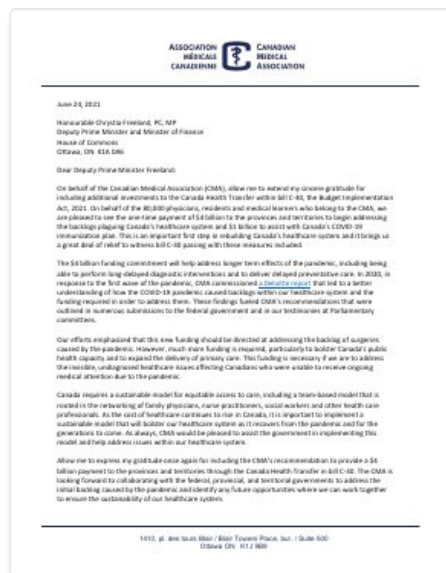 ASSOCIATION MÉDICALE CANADIENNE
CANADIAN MEDICAL ASSOCIATION
June 24, 2021
Honourable Chrystia Freeland, PC, MP
Deputy Prime Minister and Minister of Finance
House of Commons
Ottawa, ON K1A 0A6
Dear Deputy Prime Minister Freeland:
On behalf of the Canadian Medical Association (CMA), allow me to extend my sincere gratitude for
including additional investments to the Canada Health Transfer within Bill C-30, the Budget Implementation
Act, 2021. On behalf of the 80,000 physicians, residents and medical learners who belong to the CMA, we
are pleased to see the one-time payment of $4 billion to the provinces and territories to begin addressing
the backlogs plaguing Canada's healthcare system and $1 billion to assist with Canada's COVID-19
immunization plan. This is an important first step in rebuilding Canada's healthcare system and it brings us
a great deal of relief to witness bill C-30 passing with these measures included.
The $4 billion funding commitment will help address longer term effects of the pandemic, including being
able to perform long-delayed diagnostic interventions and to deliver delayed preventative care. In 2020, in
response to the first wave of the pandemic, CMA commissioned a Deloitte report that led to a better
understanding of how the COVID-19 pandemic caused backlogs within our healthcare system and the
funding required in order to address them. These findings fueled CMA's recommendations that were
outlined in numerous submissions to the federal government and in our testimonies at Parliamentary
committees.
Our efforts emphasized that this new funding should be directed at addressing the backlog of surgeries
caused by the pandemic. However, much more funding is required, particularly to bolster Canada's public
health capacity and to expand the delivery of primary care. This funding is necessary if we are to address
the invisible, undiagnosed healthcare issues affecting Canadians who were unable to receive ongoing
medical attention due to the pandemic.
Canada requires a sustainable model for equitable access to care, including a team-based model that is
rooted in the networking of family physicians, nurse practitioners, social workers and other health care
professionals. As the cost of healthcare continues to rise in Canada, it is important to implement a
sustainable model that will bolster our healthcare system as it recovers from the pandemic and for the
generations to come. As always, CMA would be pleased to assist the government in implementing this
model and help address issues within our healthcare system.
Allow me to express my gratitude once again for including the CMA's recommendation to provide a $4
billion payment to the provinces and territories through the Canada Health Transfer in bill C-30. The CMA is
looking forward to collaborating with the federal, provincial, and territorial governments to address the
initial backlog caused by the pandemic and identify any future opportunities where we can work together
to ensure the sustainability of our healthcare system.
1410, pl. des tours Blair / Blair Towers Place, bur. / Suite 500
Ottawa ON K1J 9B9